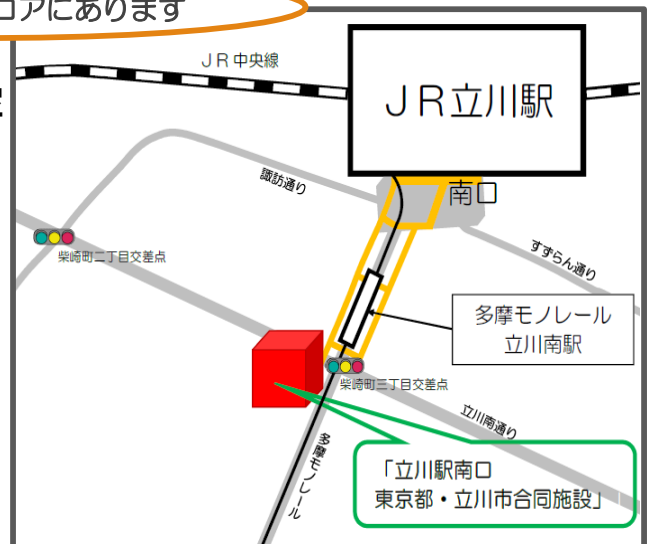 ロアにあります
ＪＲ中央線
ＪＲ立川駅
南口
諏訪通り
すずらん通り
柴崎町二丁目交差点
多摩モノレール
立川南駅
柴崎町三丁目交差点
立川南通り
多摩モノレール
「立川駅南口
東京都・立川市合同施設」